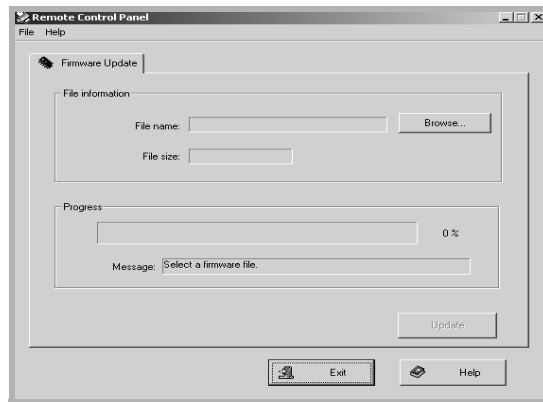 Remote Control Panel
File Help
Firmware Update
File information
File name: Browse...
File size:
Progress
0 %
Message: Select a firmware file.
Update
Exit Help